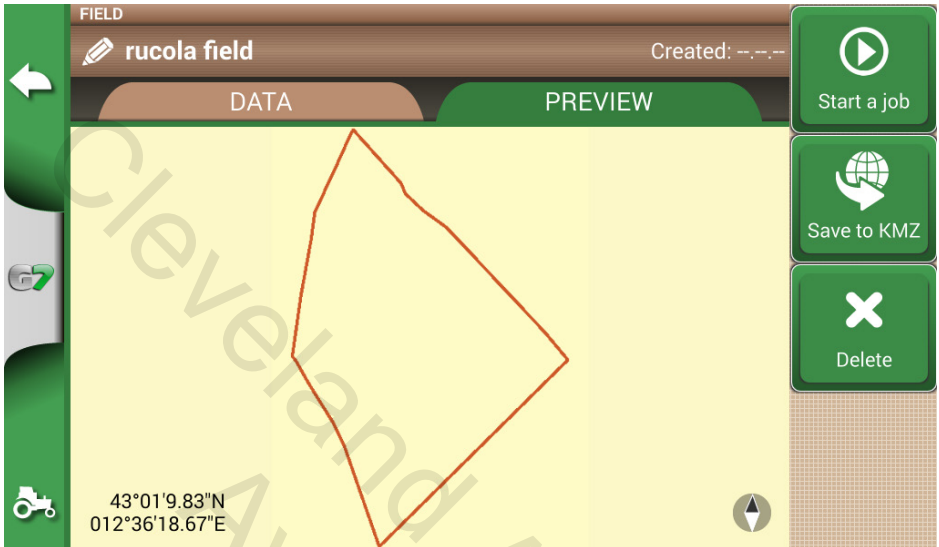 FIELD
rucola field
Created: --.--.--
DATA
PREVIEW
Start a job
Save to KMZ
Delete
G7
Cleveland
43°01'9.83"N
012°36'18.67"E